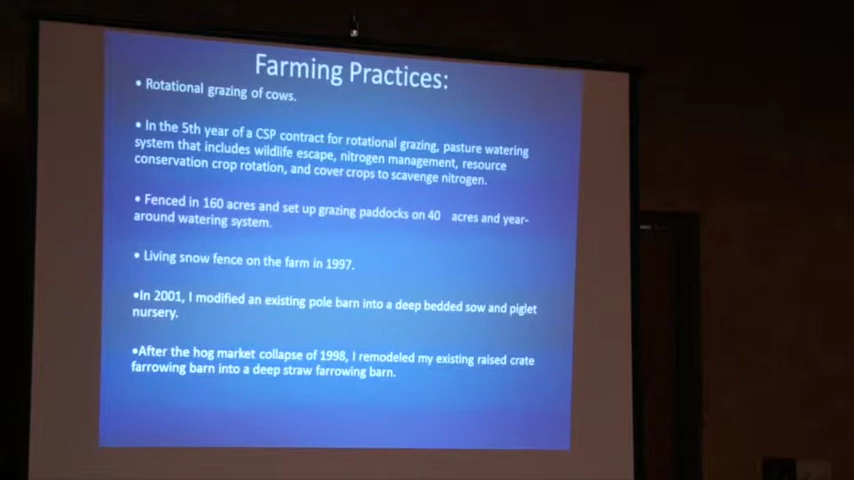 Farming Practices:
• Rotational grazing of cows.
• In the 5th year of a CSP contract for rotational grazing, pasture watering
system that includes wildlife escape, nitrogen management, resource
conservation crop rotation, and cover crops to scavenge nitrogen.
• Fenced in 160 acres and set up grazing paddocks on 40 acres and year-
around watering system.
• Living snow fence on the farm in 1997.
•In 2001, I modified an existing pole barn into a deep bedded sow and piglet
nursery.
•After the hog market collapse of 1998, I remodeled my existing raised crate
farrowing barn into a deep straw farrowing barn.